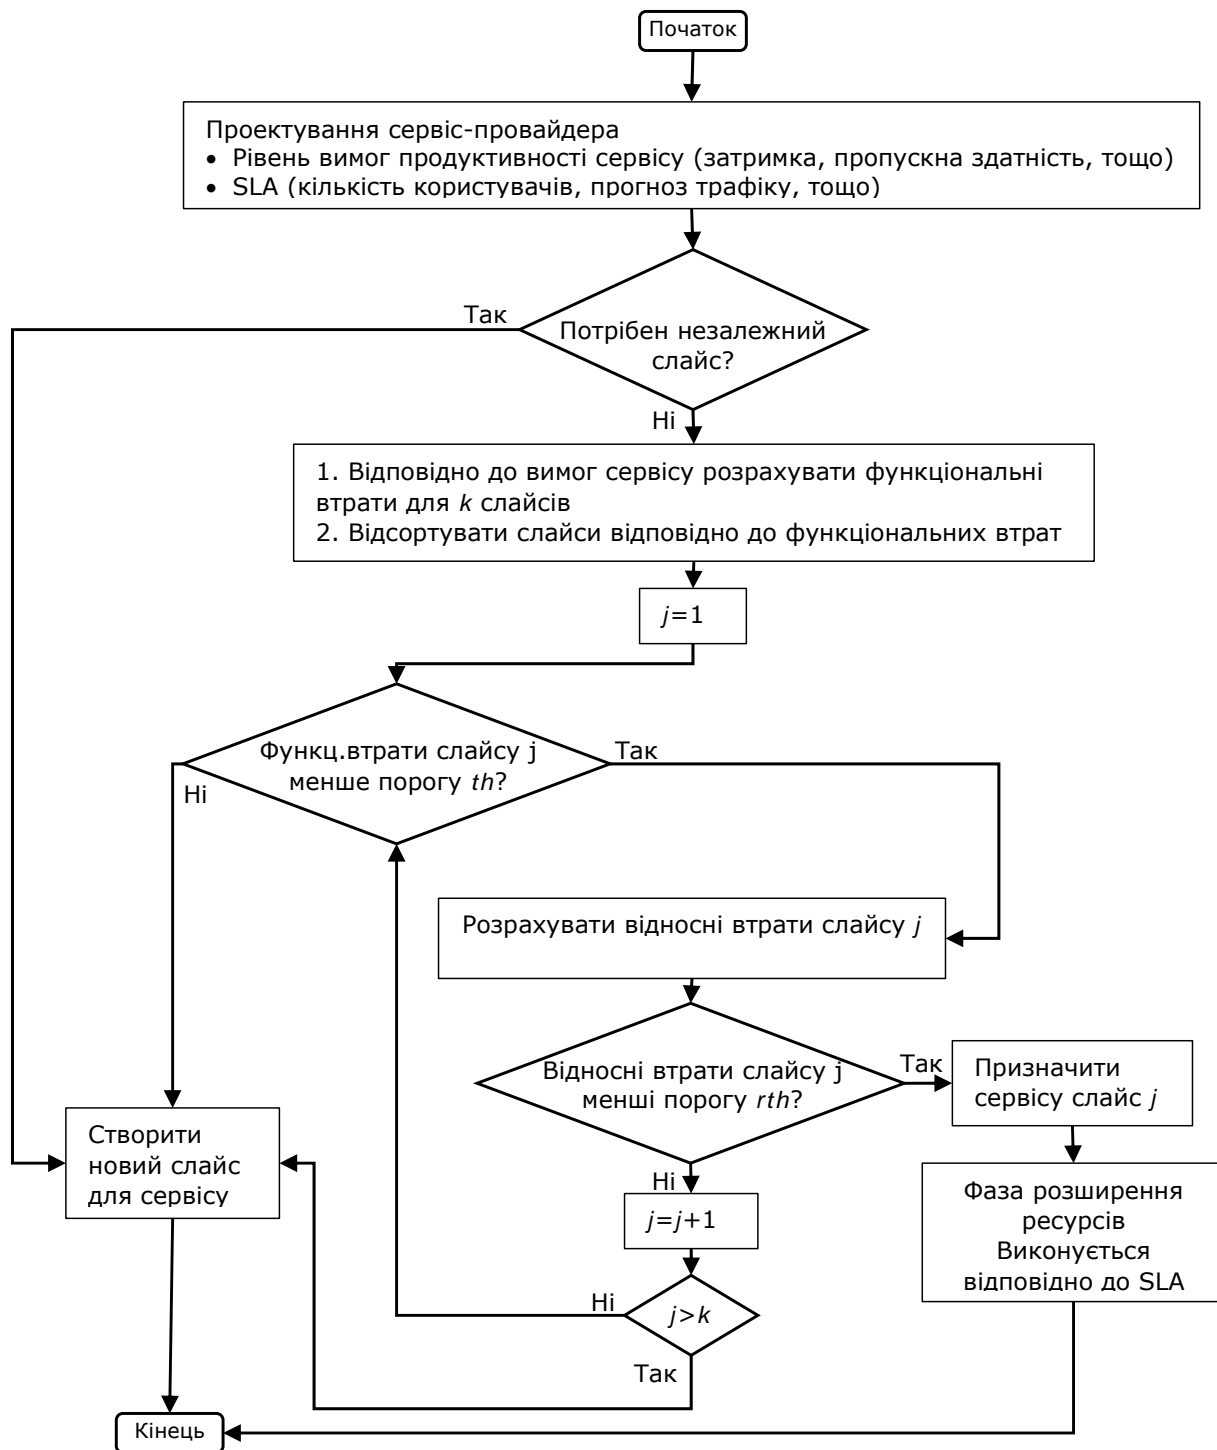 Початок
Проектування сервіс-провайдера
• Рівень вимог продуктивності сервісу (затримка, пропускна здатність, тощо)
• SLA (кількість користувачів, прогноз трафіку, тощо)
Так
Потрібен незалежний
слайс?
Ні
1. Відповідно до вимог сервісу розрахувати функціональні
втрати для k слайсів
2. Відсортувати слайси відповідно до функціональних втрат
j=1
Функц.втрати слайсу j
менше порогу th?
Так
Ні
Розрахувати відносні втрати слайсу j
Відносні втрати слайсу j
менші порогу rth?
Так
Призначити
сервісу слайс j
Створити
новий слайс
для сервісу
Ні
j=j+1
Фаза розширення
ресурсів
Виконується
відповідно до SLA
Ні
j>k
Так
Кінець